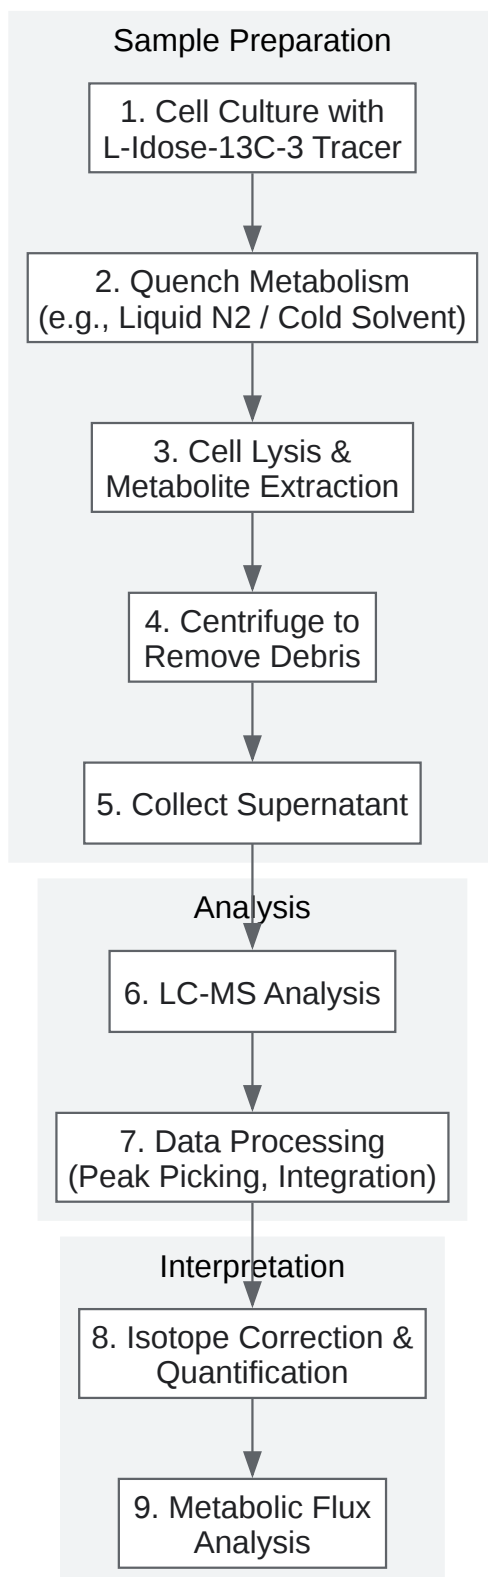 Sample Preparation
1. Cell Culture with
L-Idose-13C-3 Tracer
2. Quench Metabolism
(e.g., Liquid N2 / Cold Solvent)
3. Cell Lysis &
Metabolite Extraction
4. Centrifuge to
Remove Debris
5. Collect Supernatant
Analysis
6. LC-MS Analysis
7. Data Processing
(Peak Picking, Integration)
Interpretation
8. Isotope Correction &
Quantification
9. Metabolic Flux
Analysis